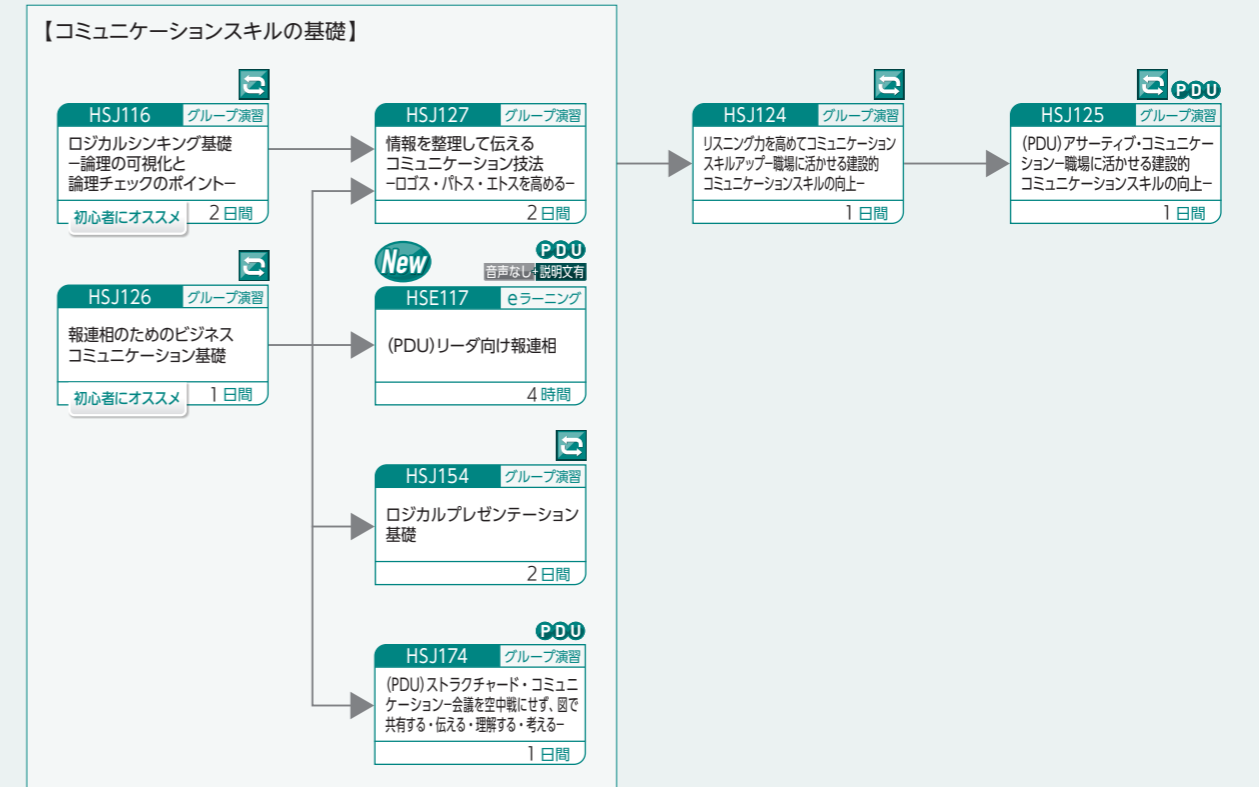 【コミュニケーションスキルの基礎】
HSJ116 グループ演習
ロジカルシンキング基礎
−論理の可視化と
論理チェックのポイント−
初心者にオススメ 2日間
HSJ126 グループ演習
報連相のためのビジネス
コミュニケーション基礎
初心者にオススメ 1日間
HSJ127 グループ演習
情報を整理して伝える
コミュニケーション技法
−ロゴス・パトス・エトスを高める−
2日間
New PDU
音声なし+説明文有
HSE117 eラーニング
(PDU)リーダ向け報連相
4時間
HSJ154 グループ演習
ロジカルプレゼンテーション
基礎
2日間
PDU
HSJ174 グループ演習
(PDU)ストラクチャード・コミュニ
ケーション−会議を空中戦にせず、図で
共有する・伝える・理解する・考える−
1日間
HSJ124 グループ演習
リスニング力を高めてコミュニケーション
スキルアップ−職場に活かせる建設的
コミュニケーションスキルの向上−
1日間
PDU
HSJ125 グループ演習
(PDU)アサーティブ・コミュニケー
ション−職場に活かせる建設的
コミュニケーションスキルの向上−
1日間